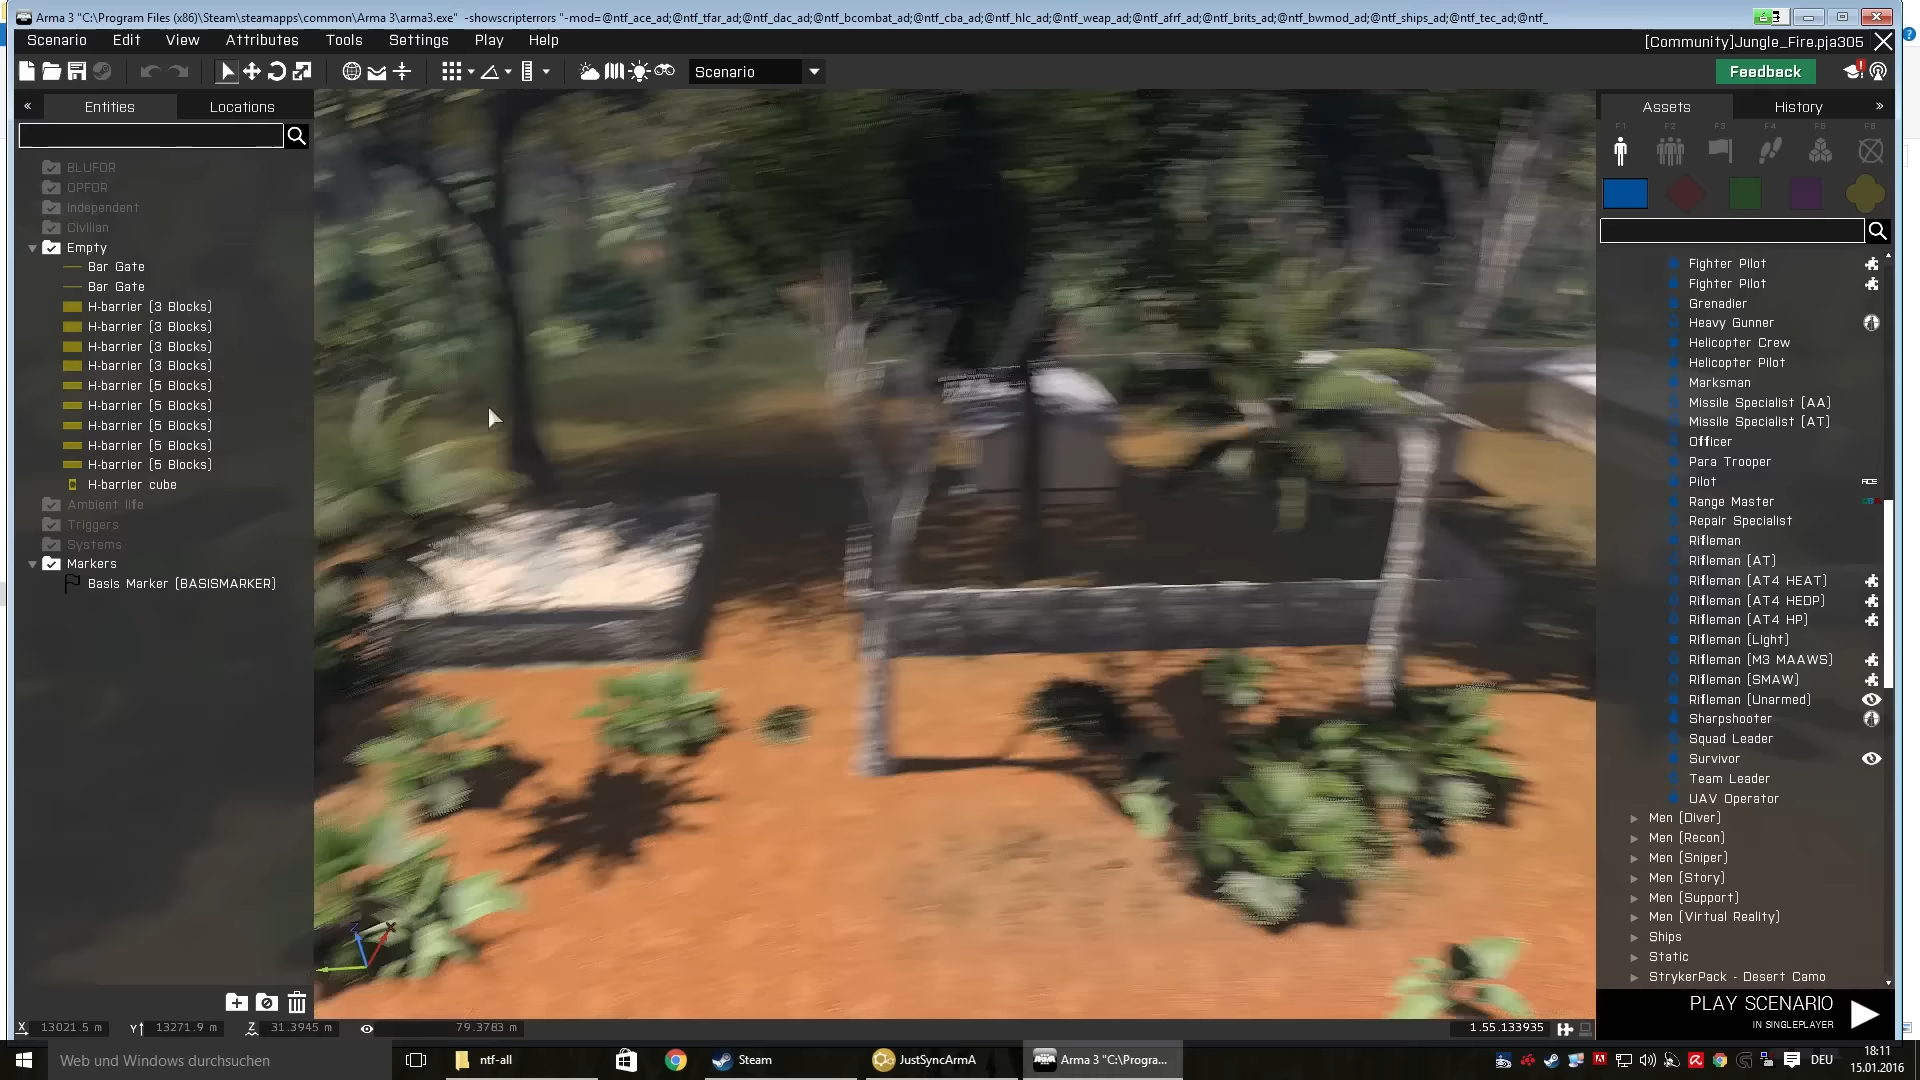 Arma 3 "C:\Program Files (x86)\Steam\steamapps\common\Arma 3\arma3.exe" -showscripterrors "-mod=@ntf_ace_ad;@ntf_tfar_ad;@ntf_dac_ad;@ntf_bcombat_ad;@ntf_cba_ad;@ntf_hlc_ad;@ntf_weap_ad;@ntf_afrf_ad;@ntf_brits_ad;@ntf_bwmod_ad;@ntf_ships_ad;@ntf_tec_ad;@ntf_
Scenario Edit View Attributes Tools Settings Play Help
[Community]Jungle_Fire.pja305
Scenario
Feedback
Entities Locations
BLUFOR
OPFOR
Independent
Civilian
Empty
Bar Gate
Bar Gate
H-barrier (3 Blocks)
H-barrier (3 Blocks)
H-barrier (3 Blocks)
H-barrier (3 Blocks)
H-barrier (5 Blocks)
H-barrier (5 Blocks)
H-barrier (5 Blocks)
H-barrier (5 Blocks)
H-barrier (5 Blocks)
H-barrier cube
Ambient life
Triggers
Systems
Markers
Basis Marker (BASISMARKER)
Assets History
F1 F2 F3 F4 F5 F6
Fighter Pilot
Fighter Pilot
Grenadier
Heavy Gunner
Helicopter Crew
Helicopter Pilot
Marksman
Missile Specialist (AA)
Missile Specialist (AT)
Officer
Para Trooper
Pilot
Range Master
Repair Specialist
Rifleman
Rifleman (AT)
Rifleman (AT4 HEAT)
Rifleman (AT4 HEDP)
Rifleman (AT4 HP)
Rifleman (Light)
Rifleman (M3 MAAWS)
Rifleman (SMAW)
Rifleman (Unarmed)
Sharpshooter
Squad Leader
Survivor
Team Leader
UAV Operator
Men (Diver)
Men (Recon)
Men (Sniper)
Men (Story)
Men (Support)
Men (Virtual Reality)
Ships
Static
StrykerPack - Desert Camo
PLAY SCENARIO
IN SINGLEPLAYER
Z X
X 13021.5 m Y 13271.9 m Z 31.3945 m 79.3783 m
1.55.133935
Web und Windows durchsuchen
ntf-all
Steam
JustSyncArmA
Arma 3 "C:\Progra...
DEU
18:11
15.01.2016